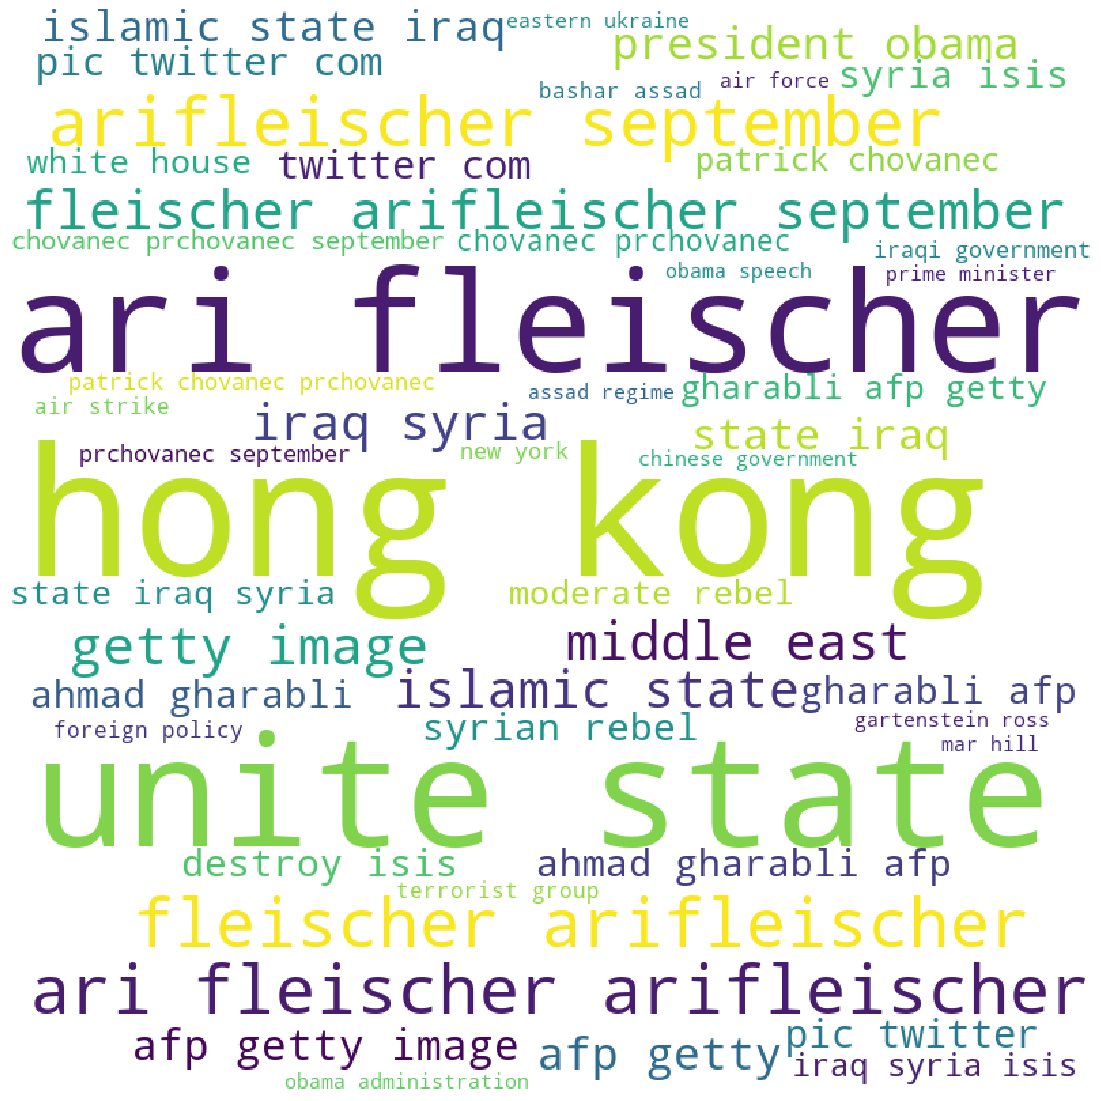 islamic state iraq
eastern ukraine
president obama
pic twitter com
bashar assad
air force
syria isis
arifleischer september
white house
twitter com
patrick chovanec
fleischer arifleischer september
chovanec prchovanec september
chovanec prchovanec
iraqi government
ari fleischer
obama speech
prime minister
patrick chovanec prchovanec
assad regime
gharabli afp getty
air strike
iraq syria
state iraq
prchovanec september
new york
chinese government
hong kong
state iraq syria
moderate rebel
getty image
middle east
ahmad gharabli
islamic state
gharabli afp
foreign policy
syrian rebel
gartenstein ross
mar hill
unite state
destroy isis
ahmad gharabli afp
terrorist group
fleischer arifleischer
ari fleischer arifleischer
afp getty image
afp getty
pic twitter
iraq syria isis
obama administration